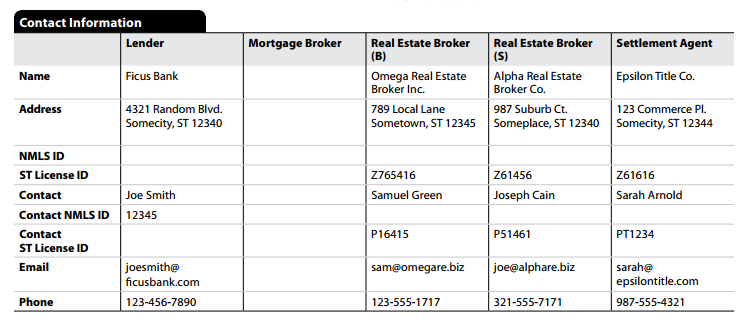 Contact Information
Lender Mortgage Broker Real Estate Broker (B) Real Estate Broker (S) Settlement Agent
Name Ficus Bank Omega Real Estate Broker Inc. Alpha Real Estate Broker Co. Epsilon Title Co.
Address 4321 Random Blvd. Somecity, ST 12340 789 Local Lane Sometown, ST 12345 987 Suburb Ct. Someplace, ST 12340 123 Commerce Pl. Somecity, ST 12344
NMLS ID
ST License ID Z765416 Z61456 Z61616
Contact Joe Smith Samuel Green Joseph Cain Sarah Arnold
Contact NMLS ID 12345
Contact ST License ID P16415 P51461 PT1234
Email joesmith@ficusbank.com sam@omegare.biz joe@alphare.biz sarah@epsilontitle.com
Phone 123-456-7890 123-555-1717 321-555-7171 987-555-4321